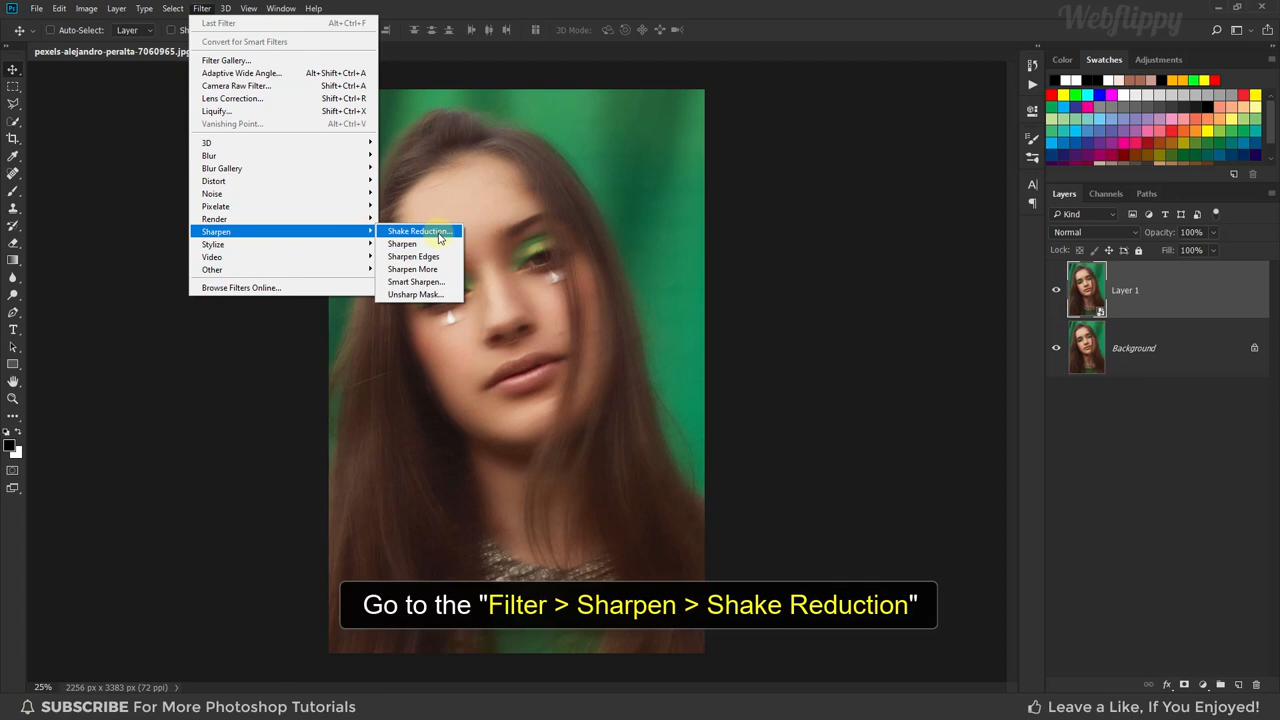 Ps File Edit Image Layer Type Select Filter 3D View Window Help
Webflippy
Auto-Select: Layer
3D Mode:
pexels-alejandro-peralta-7060965.jpg
Last Filter Alt+Ctrl+F
Convert for Smart Filters
Filter Gallery...
Adaptive Wide Angle... Alt+Shift+Ctrl+A
Camera Raw Filter... Shift+Ctrl+A
Lens Correction... Shift+Ctrl+R
Liquify... Shift+Ctrl+X
Vanishing Point... Alt+Ctrl+V
3D
Blur
Blur Gallery
Distort
Noise
Pixelate
Render
Sharpen
Stylize
Video
Other
Browse Filters Online...
Shake Reduction...
Sharpen
Sharpen Edges
Sharpen More
Smart Sharpen...
Unsharp Mask...
Color Swatches Adjustments
Layers Channels Paths
Kind
Normal Opacity: 100%
Lock: Fill: 100%
Layer 1
Background
Go to the "Filter > Sharpen > Shake Reduction"
25% 2256 px x 3383 px (72 ppi)
SUBSCRIBE For More Photoshop Tutorials
Leave a Like, If You Enjoyed!